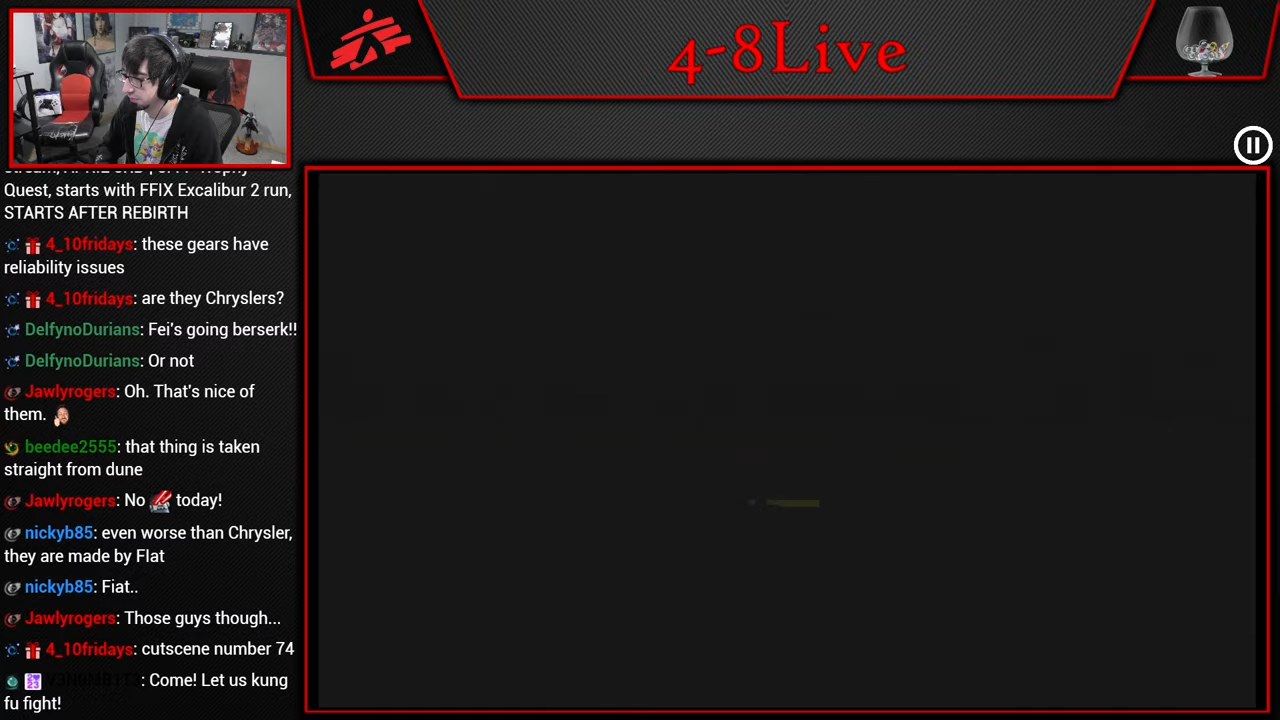 4-8Live
Quest, starts with FFIX Excalibur 2 run,
STARTS AFTER REBIRTH
4_10fridays: these gears have
reliability issues
4_10fridays: are they Chryslers?
DelfynoDurians: Fei's going berserk!!
DelfynoDurians: Or not
Jawlyrogers: Oh. That's nice of
them.
beedee2555: that thing is taken
straight from dune
Jawlyrogers: No today!
nickyb85: even worse than Chrysler,
they are made by FIat
nickyb85: Fiat..
Jawlyrogers: Those guys though...
4_10fridays: cutscene number 74
: Come! Let us kung
fu fight!